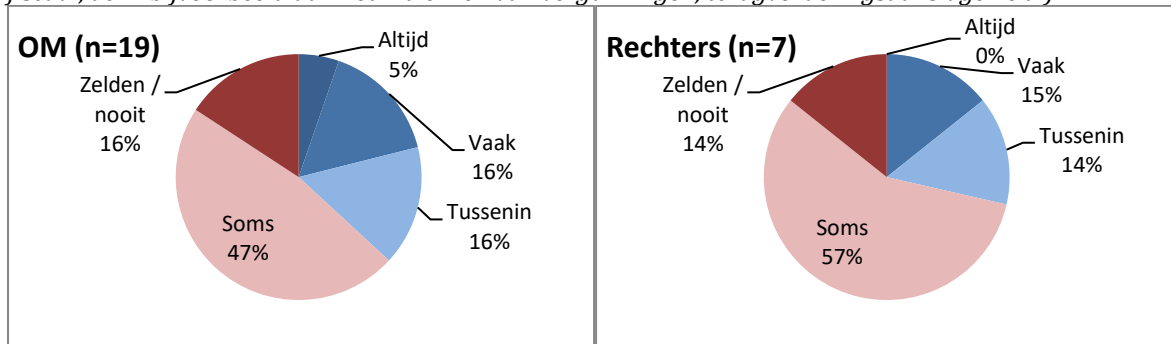 OM (n=19)
Altijd
5%
Vaak
16%
Tussenin
16%
Soms
47%
Zelden /
nooit
16%
Rechters (n=7)
Altijd
0%
Vaak
15%
Tussenin
14%
Soms
57%
Zelden /
nooit
14%